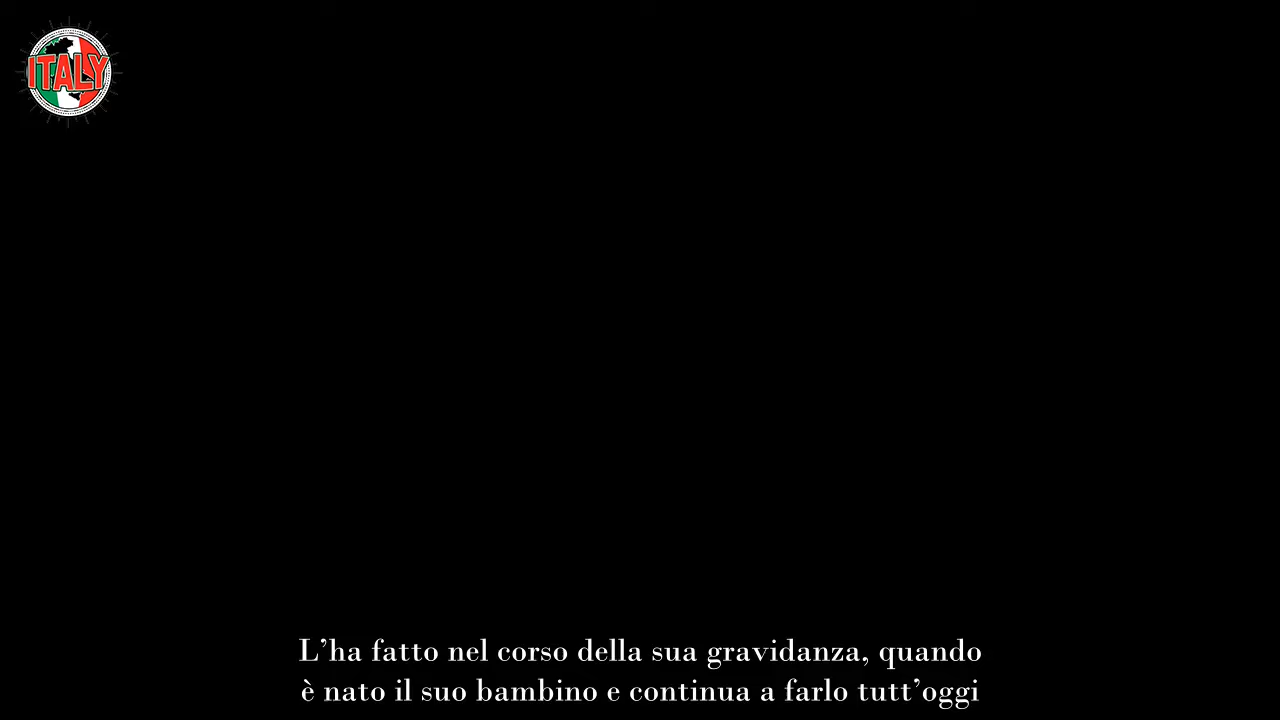 ITALY
L’ha fatto nel corso della sua gravidanza, quando
è nato il suo bambino e continua a farlo tutt’oggi